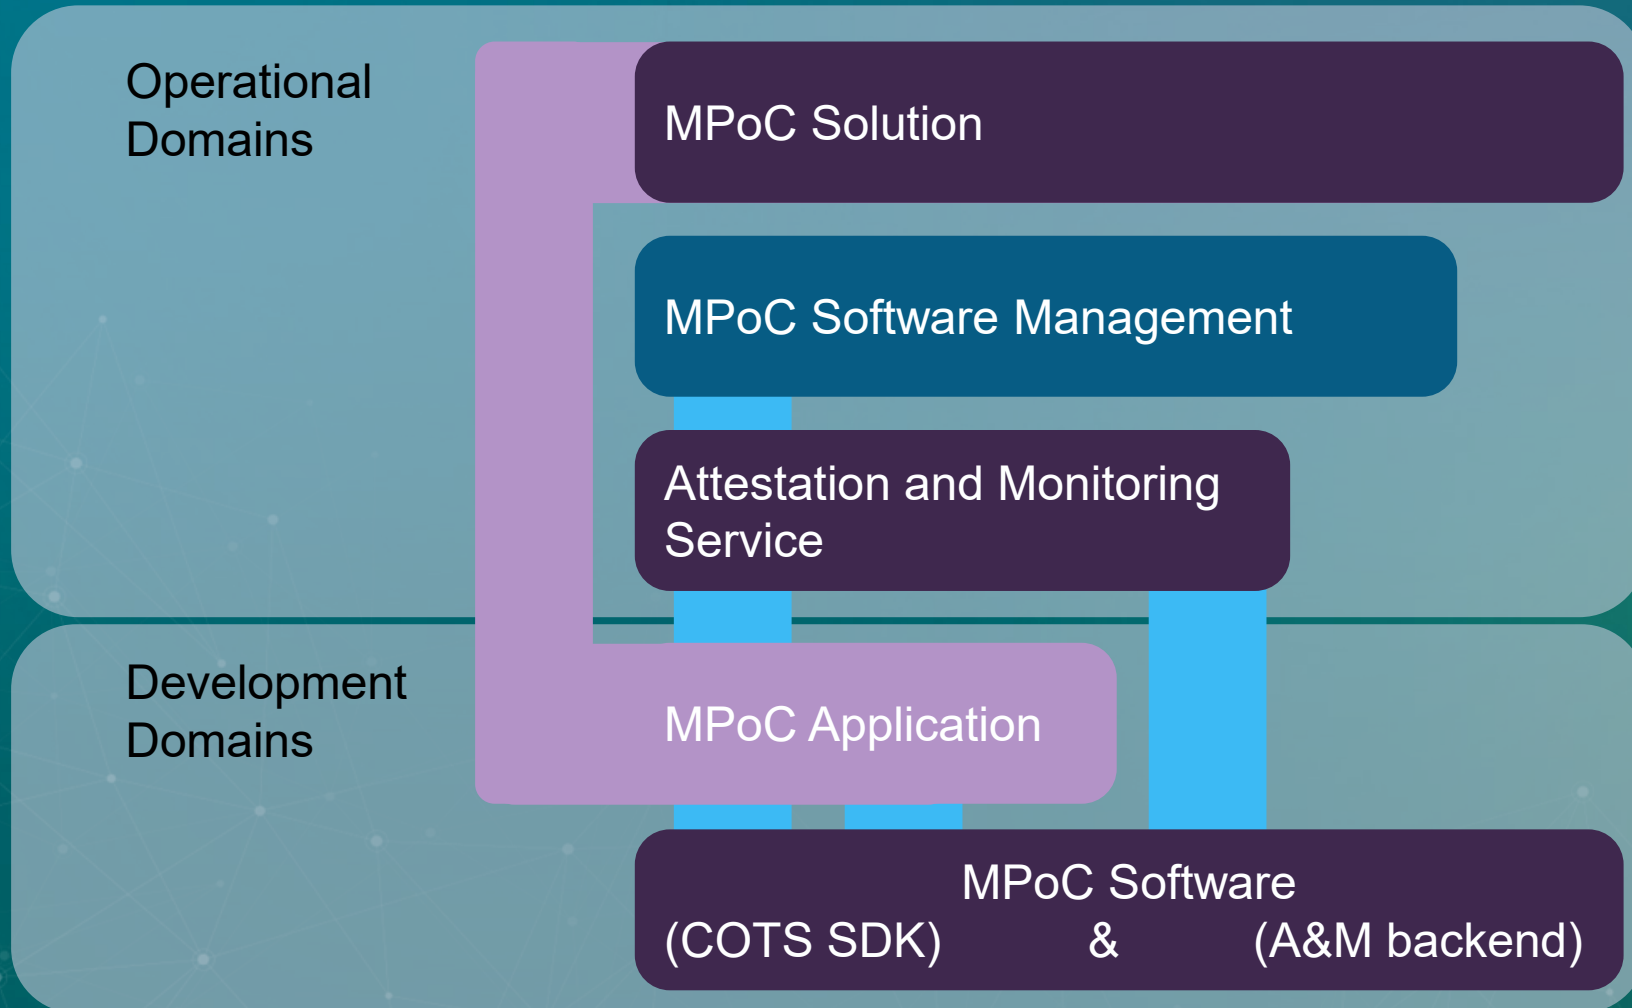 Operational
Domains
MPoC Solution
MPoC Software Management
Attestation and Monitoring
Service
Development
Domains
MPoC Application
MPoC Software
(COTS SDK) & (A&M backend)